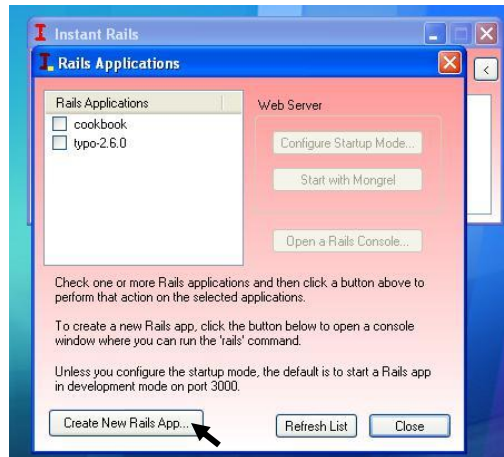 Instant Rails
Rails Applications
Rails Applications
cookbook
typo-2.6.0
Web Server
Configure Startup Mode...
Start with Mongrel
Open a Rails Console...
Check one or more Rails applications and then click a button above to
perform that action on the selected applications.
To create a new Rails app, click the button below to open a console
window where you can run the 'rails' command.
Unless you configure the startup mode, the default is to start a Rails app
in development mode on port 3000.
Create New Rails App...
Refresh List
Close